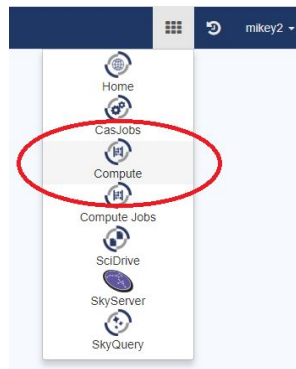 mikey2
Home
CasJobs
Compute
Compute Jobs
SciDrive
SkyServer
SkyQuery